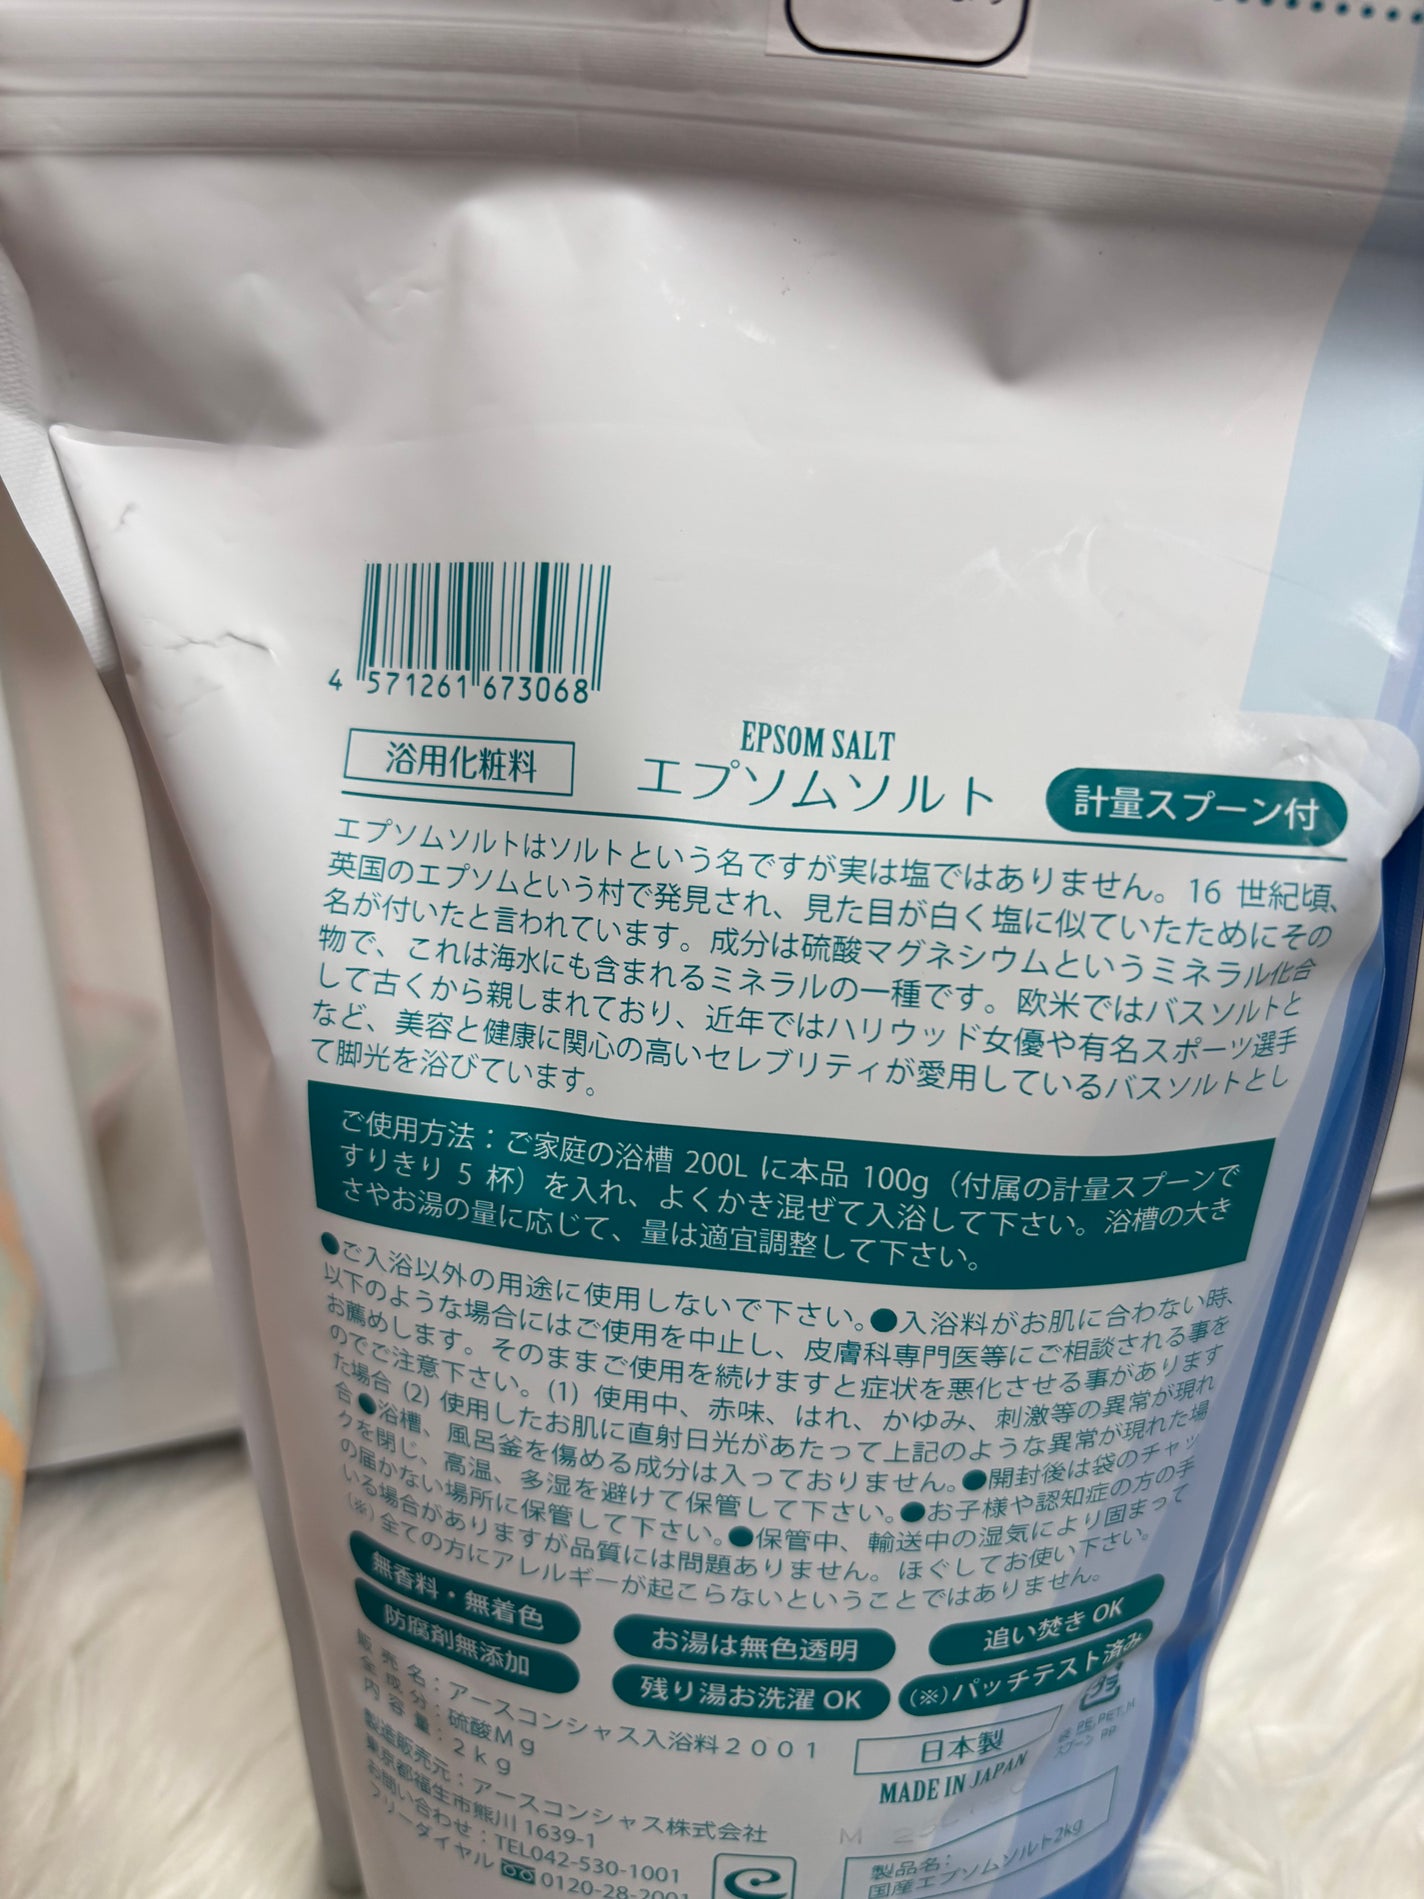 4 571261 673068
浴用化粧料
EPSOM SALT
エプソムソルト
計量スプーン付
エプソムソルトはソルトという名ですが実は塩ではありません。16 世紀頃、
英国のエプソムという村で発見され、見た目が白く塩に似ていたためにその
名が付いたと言われています。成分は硫酸マグネシウムというミネラル化合
物で、これは海水にも含まれるミネラルの一種です。欧米ではバスソルトと
して古くから親しまれており、近年ではハリウッド女優や有名スポーツ選手
など、美容と健康に関心の高いセレブリティが愛用しているバスソルトとし
て脚光を浴びています。
ご使用方法：ご家庭の浴槽 200L に本品 100g（付属の計量スプーンで
すりきり 5 杯）を入れ、よくかき混ぜて入浴して下さい。浴槽の大き
さやお湯の量に応じて、量は適宜調整して下さい。
●ご入浴以外の用途に使用しないで下さい。●入浴料がお肌に合わない時、
以下のような場合にはご使用を中止し、皮膚科専門医等にご相談される事を
お薦めします。そのままご使用を続けますと症状を悪化させる事があります
のでご注意下さい。(1) 使用中、赤味、はれ、かゆみ、刺激等の異常が現れ
た場合 (2) 使用したお肌に直射日光があたって上記のような異常が現れた場
合●浴槽、風呂釜を傷める成分は入っておりません。●開封後は袋のチャッ
クを閉じ、高温、多湿を避けて保管して下さい。●お子様や認知症の方の手
の届かない場所に保管して下さい。●保管中、輸送中の湿気により固まって
いる場合がありますが品質には問題ありません。ほぐしてお使い下さい。
(※) 全ての方にアレルギーが起こらないということではありません。
無香料・無着色
お湯は無色透明
追い焚き OK
防腐剤無添加
残り湯お洗濯 OK
(※)パッチテスト済み
販売名：アースコンシャス入浴料２００１
全成分：硫酸Ｍｇ
内容量：２ｋｇ
製造販売元：アースコンシャス株式会社
東京都福生市熊川 1639-1
お問い合わせ：TEL042-530-1001
フリーダイヤル 0120-28-2001
日本製
MADE IN JAPAN
プラ
袋 PE,PET,M
スプーン PP
製品名：
国産エプソムソルト2kg